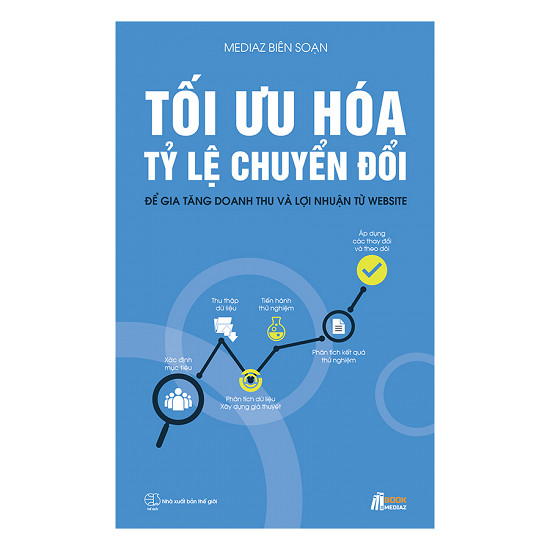 MEDIAZ BIÊN SOẠN
TỐI ƯU HÓA
TỶ LỆ CHUYỂN ĐỔI
ĐỂ GIA TĂNG DOANH THU VÀ LỢI NHUẬN TỪ WEBSITE
Áp dụng
các thay đổi
và theo dõi
Thu thập
dữ liệu
Tiến hành
thử nghiệm
Phân tích kết quả
thử nghiệm
Xác định
mục tiêu
Phân tích dữ liệu
Xây dựng giả thuyết
Nhà xuất bản thế giới
THẾ GIỚI
BOOK
MEDIAZ